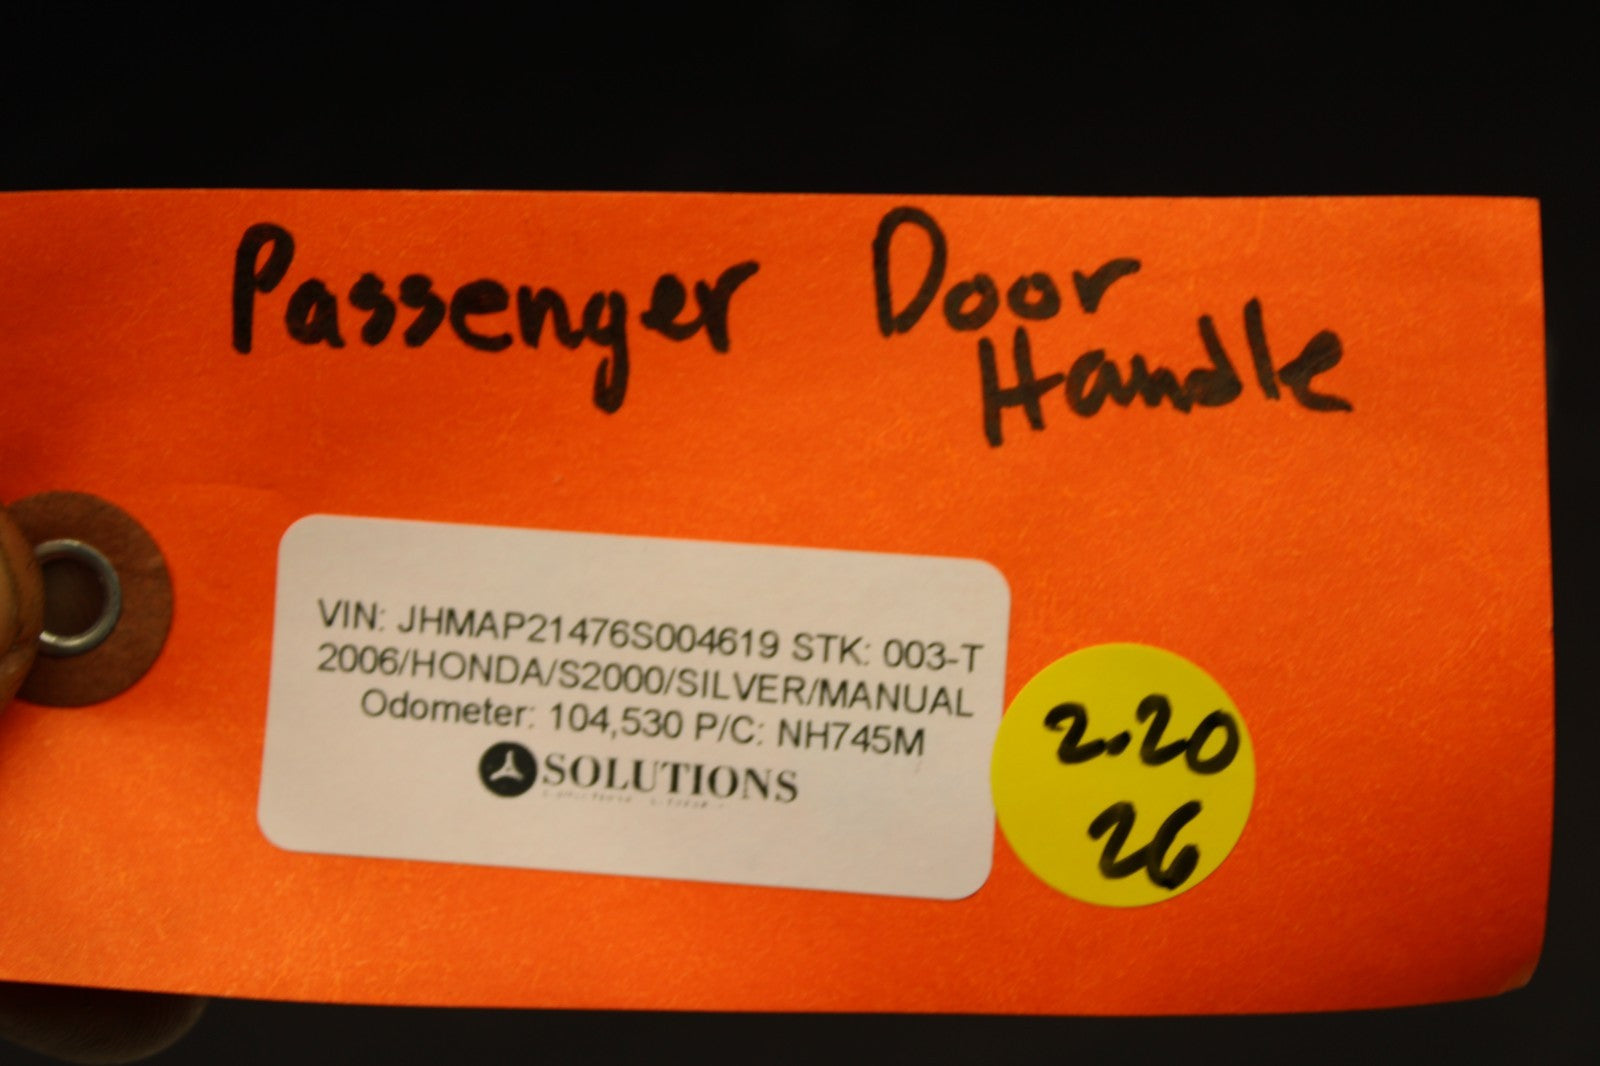 Passenger Door
Handle
VIN: JHMAP21476S004619 STK: 003-T
2006/HONDA/S2000/SILVER/MANUAL
Odometer: 104,530 P/C: NH745M
SOLUTIONS
2.20
26